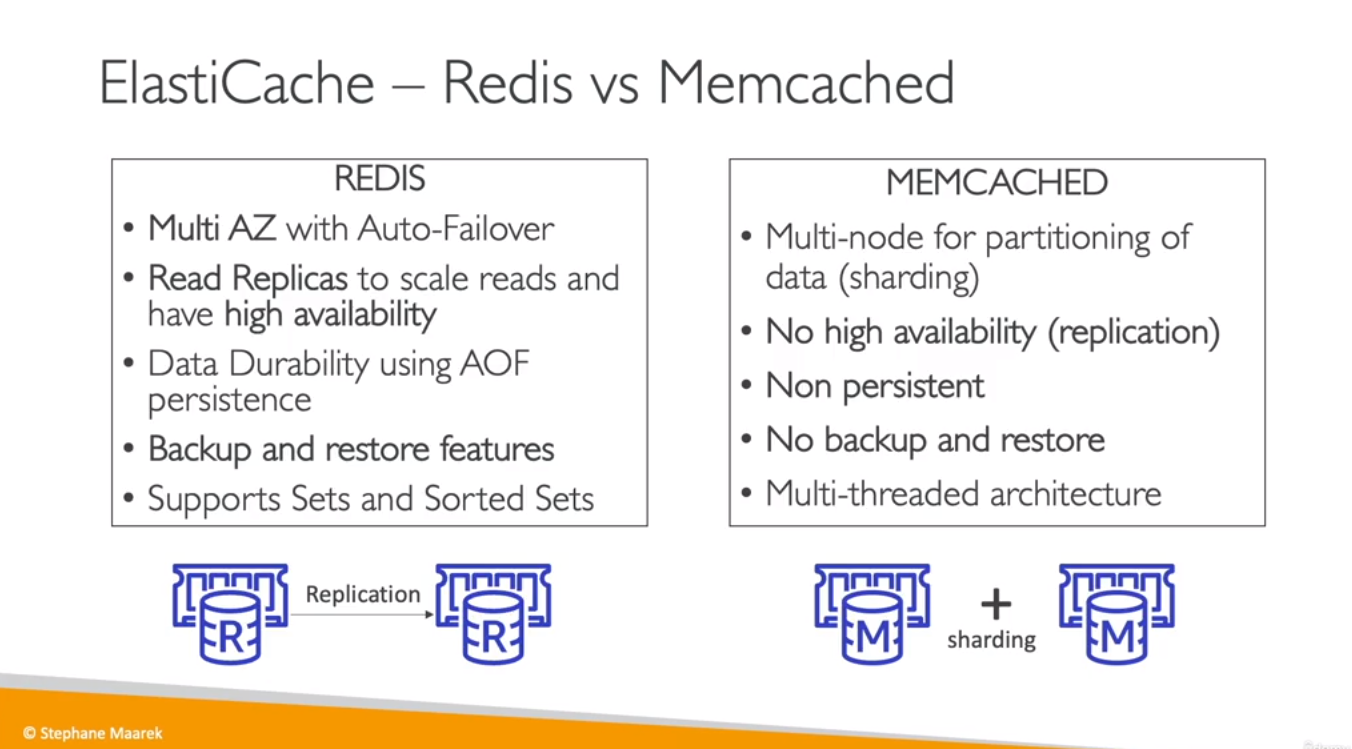 ElastiCache – Redis vs Memcached
REDIS
• Multi AZ with Auto-Failover
• Read Replicas to scale reads and
have high availability
• Data Durability using AOF
persistence
• Backup and restore features
• Supports Sets and Sorted Sets
R
Replication
R
MEMCACHED
• Multi-node for partitioning of
data (sharding)
• No high availability (replication)
• Non persistent
• No backup and restore
• Multi-threaded architecture
M
+
sharding
M
© Stephane Maarek